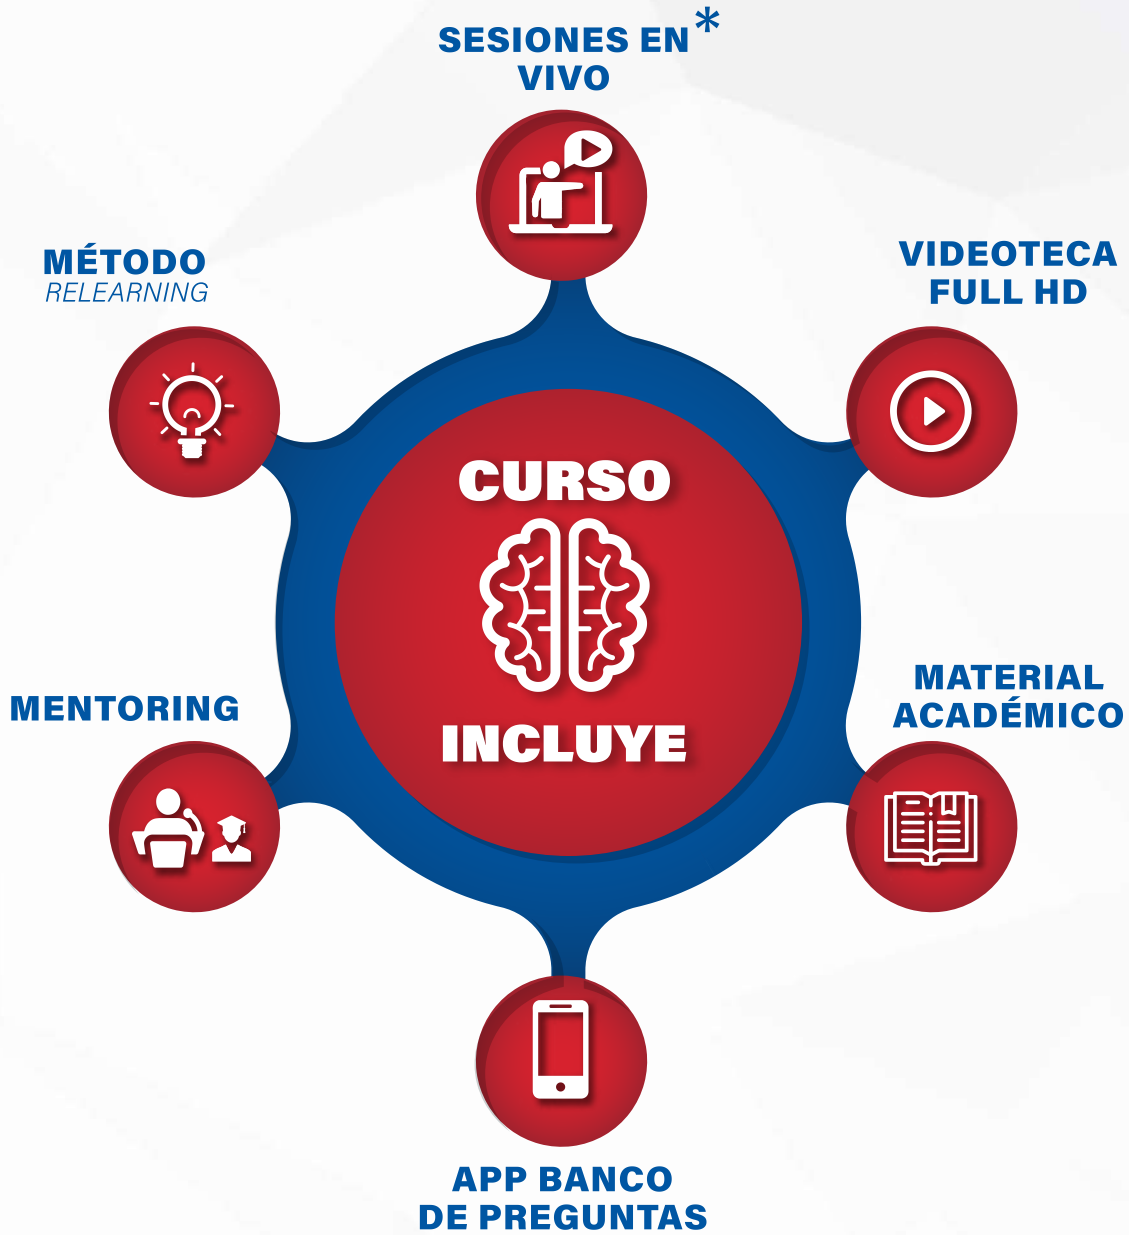 SESIONES EN*
VIVO
MÉTODO
RELEARNING
VIDEOTECA
FULL HD
CURSO
INCLUYE
MENTORING
MATERIAL
ACADÉMICO
APP BANCO
DE PREGUNTAS